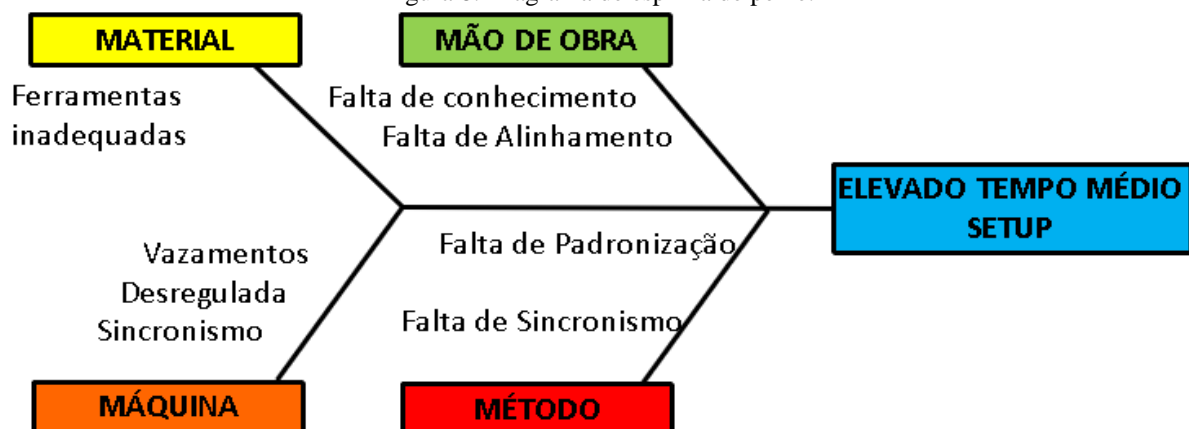 MATERIAL
MÃO DE OBRA
Ferramentas
inadequadas
Falta de conhecimento
Falta de Alinhamento
ELEVADO TEMPO MÉDIO
SETUP
Vazamentos
Desregulada
Sincronismo
Falta de Padronização
Falta de Sincronismo
MÁQUINA
MÉTODO